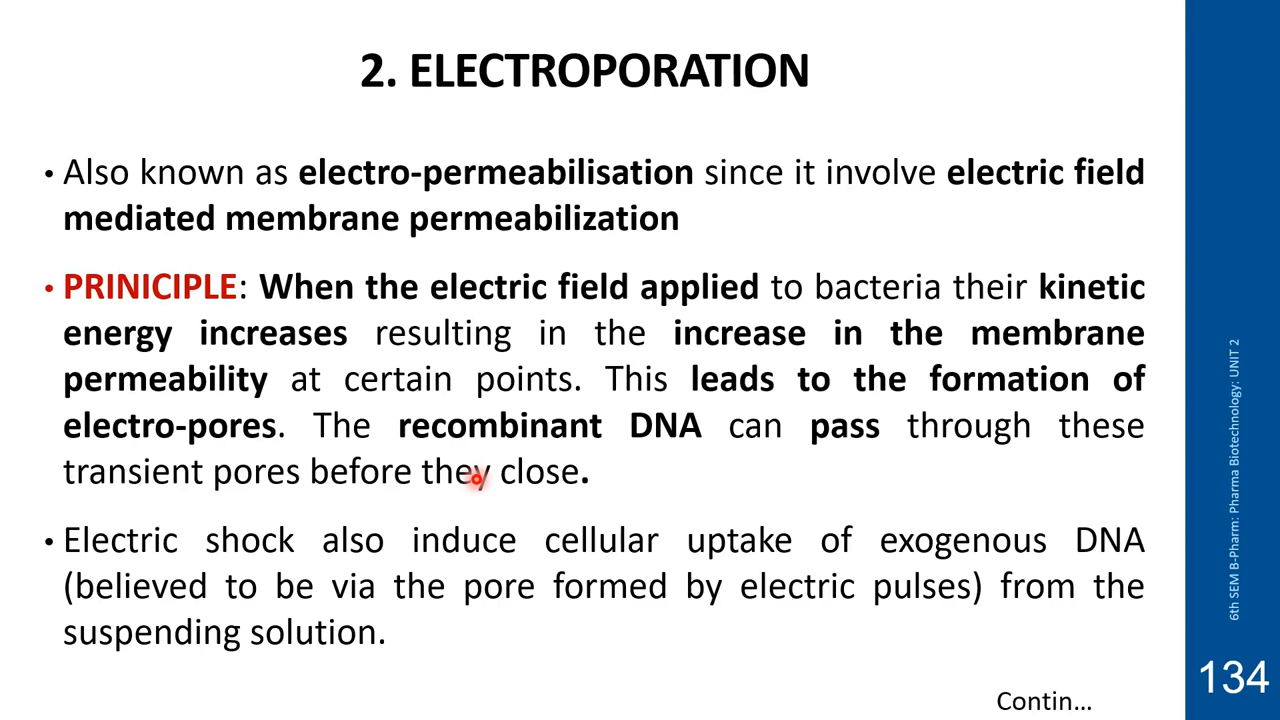 2. ELECTROPORATION
• Also known as electro-permeabilisation since it involve electric field
mediated membrane permeabilization
• PRINICIPLE: When the electric field applied to bacteria their kinetic
energy increases resulting in the increase in the membrane
permeability at certain points. This leads to the formation of
electro-pores. The recombinant DNA can pass through these
transient pores before they close.
• Electric shock also induce cellular uptake of exogenous DNA
(believed to be via the pore formed by electric pulses) from the
suspending solution.
Contin...
6th SEM B-Pharm: Pharma Biotechnology: UNIT 2
134